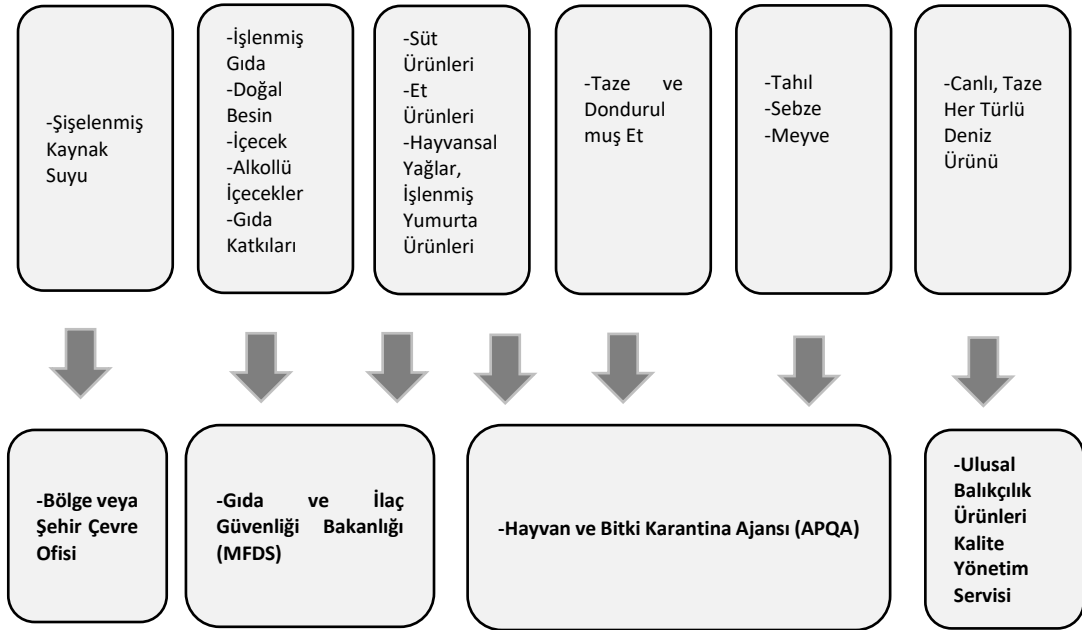 -Şişelenmiş
Kaynak
Suyu
-İşlenmiş
Gıda
-Doğal
Besin
-İçecek
-Alkollü
İçecekler
-Gıda
Katkıları
-Süt
Ürünleri
-Et
Ürünleri
-Hayvansal
Yağlar,
İşlenmiş
Yumurta
Ürünleri
-Taze ve
Dondurul
muş Et
-Tahıl
-Sebze
-Meyve
-Canlı, Taze
Her Türlü
Deniz
Ürünü
-Bölge veya
Şehir Çevre
Ofisi
-Gıda ve İlaç
Güvenliği Bakanlığı
(MFDS)
-Hayvan ve Bitki Karantina Ajansı (APQA)
-Ulusal
Balıkçılık
Ürünleri
Kalite
Yönetim
Servisi